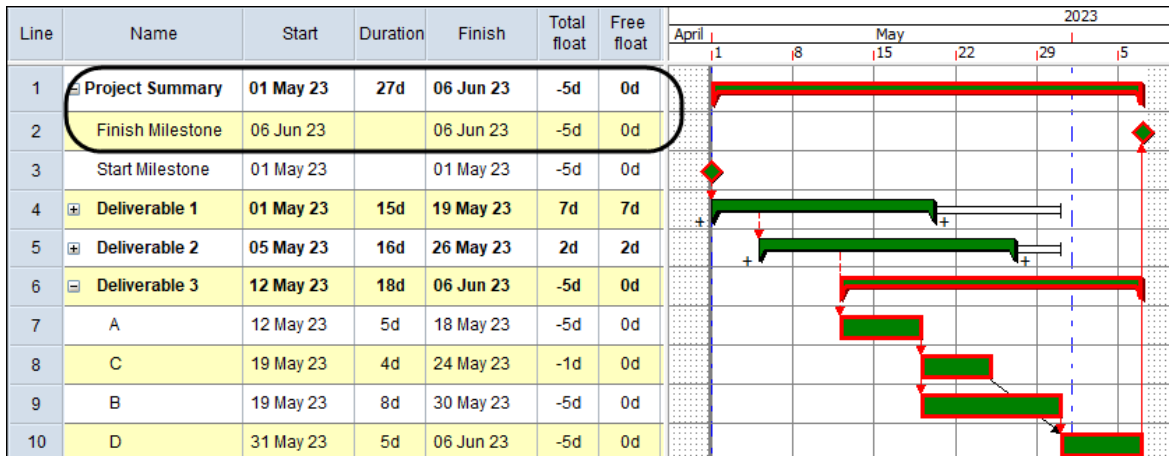 Line Name Start Duration Finish Total float Free float 2023
April May
1 8 15 22 29 5
1 Project Summary 01 May 23 27d 06 Jun 23 -5d 0d
2 Finish Milestone 06 Jun 23 06 Jun 23 -5d 0d
3 Start Milestone 01 May 23 01 May 23 -5d 0d
4 Deliverable 1 01 May 23 15d 19 May 23 7d 7d
5 Deliverable 2 05 May 23 16d 26 May 23 2d 2d
6 Deliverable 3 12 May 23 18d 06 Jun 23 -5d 0d
7 A 12 May 23 5d 18 May 23 -5d 0d
8 C 19 May 23 4d 24 May 23 -1d 0d
9 B 19 May 23 8d 30 May 23 -5d 0d
10 D 31 May 23 5d 06 Jun 23 -5d 0d